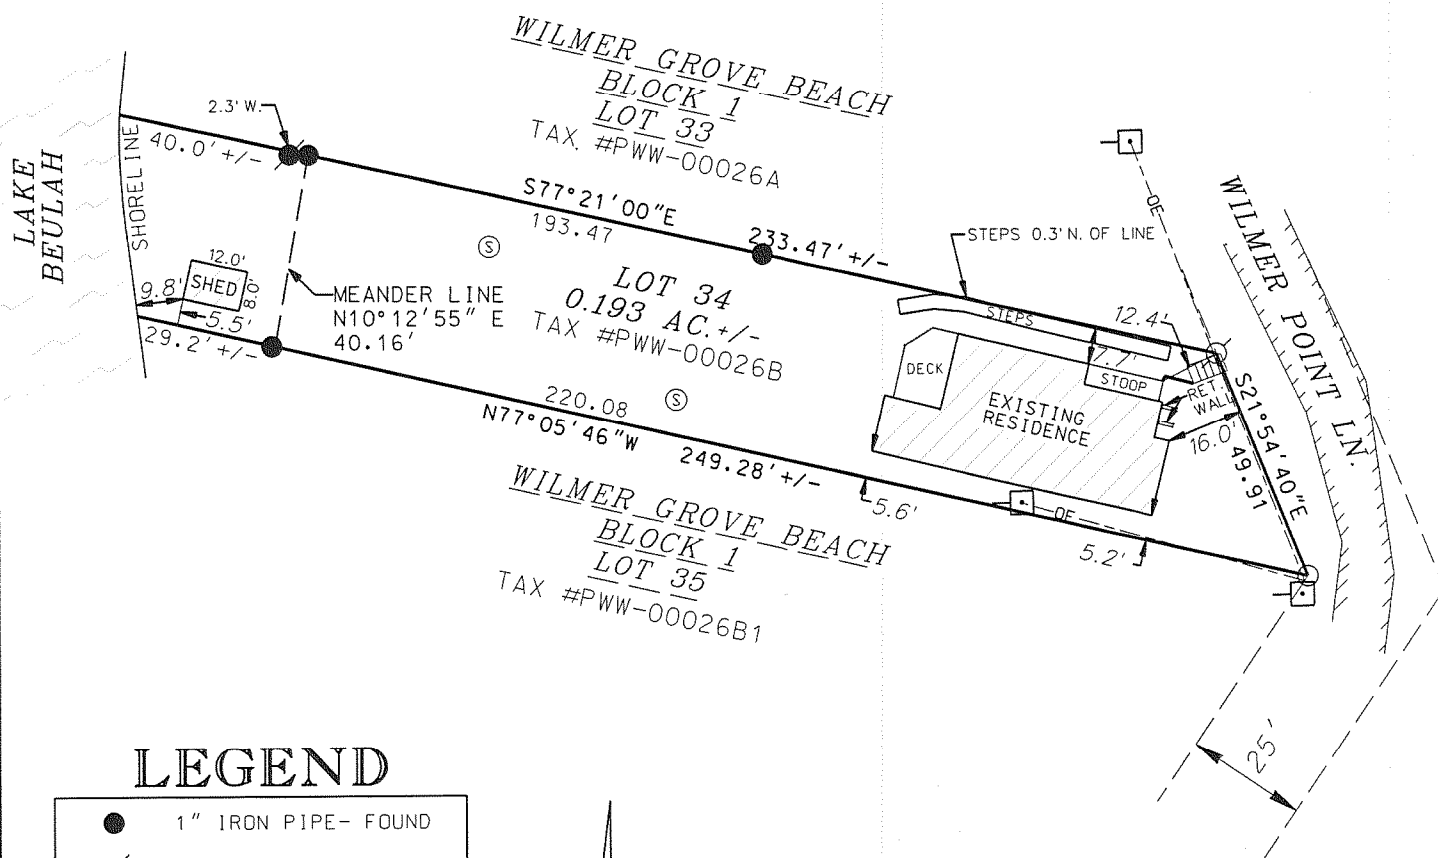 WILMER GROVE BEACH
BLOCK 1
LOT 33
TAX #PWW-00026A
2.3' W.
40.0' +/-
LAKE
BEULAH
SHORELINE
S77°21'00"E
193.47
233.47' +/-
STEPS 0.3' N. OF LINE
WILMER POINT LN.
OF
12.0'
SHED
8.0'
9.8'
5.5'
29.2' +/-
MEANDER LINE
N10°12'55" E
40.16'
S
LOT 34
0.193 AC.+/-
TAX #PWW-00026B
STEPS
12.4'
7.7'
DECK
STOOP
RET.
WALL
EXISTING
RESIDENCE
16.0'
S21°54'40"E
49.91
S
220.08
N77°05'46"W
249.28' +/-
5.6'
OF
5.2'
WILMER GROVE BEACH
BLOCK 1
LOT 35
TAX #PWW-00026B1
25'
LEGEND
1" IRON PIPE- FOUND